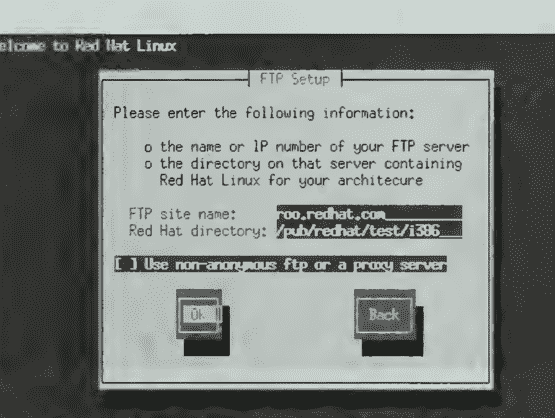 elcome to Red Hat Linux
FTP Setup
Please enter the following information:
o the name or IP number of your FTP server
o the directory on that server containing
Red Hat Linux for your architecure
FTP site name: roo.redhat.com
Red Hat directory: /pub/redhat/test/i386
[ ] Use non-anonymous ftp or a proxy server
Ok
Back